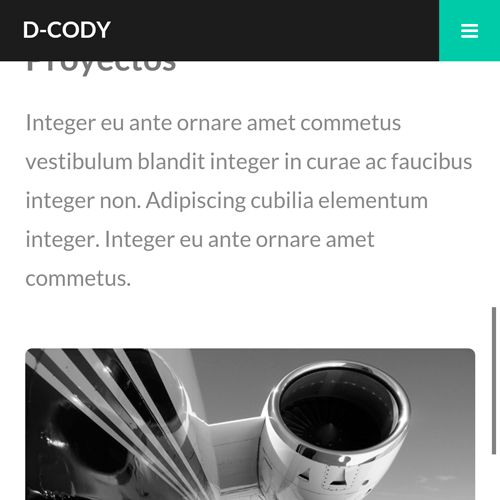 D-CODY
Proyectos
Integer eu ante ornare amet commetus
vestibulum blandit integer in curae ac faucibus
integer non. Adipiscing cubilia elementum
integer. Integer eu ante ornare amet
commetus.